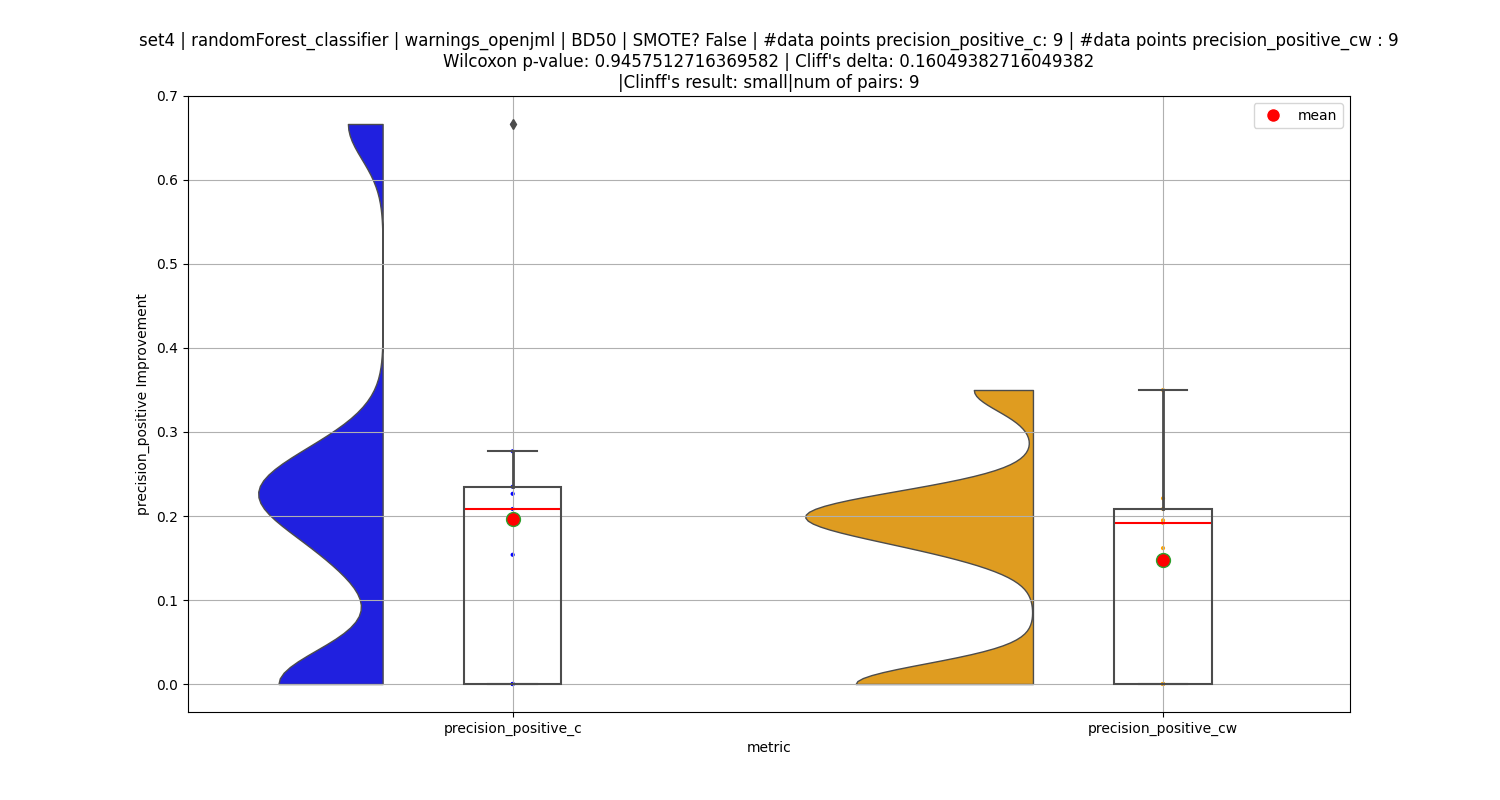 set4 | randomForest_classifier | warnings_openjml | BD50 | SMOTE? False | #data points precision_positive_c: 9 | #data points precision_positive_cw : 9
Wilcoxon p-value: 0.9457512716369582 | Cliff's delta: 0.16049382716049382
|Clinff's result: small|num of pairs: 9
mean
precision_positive Improvement
0.7
0.6
0.5
0.4
0.3
0.2
0.1
0.0
precision_positive_c
precision_positive_cw
metric